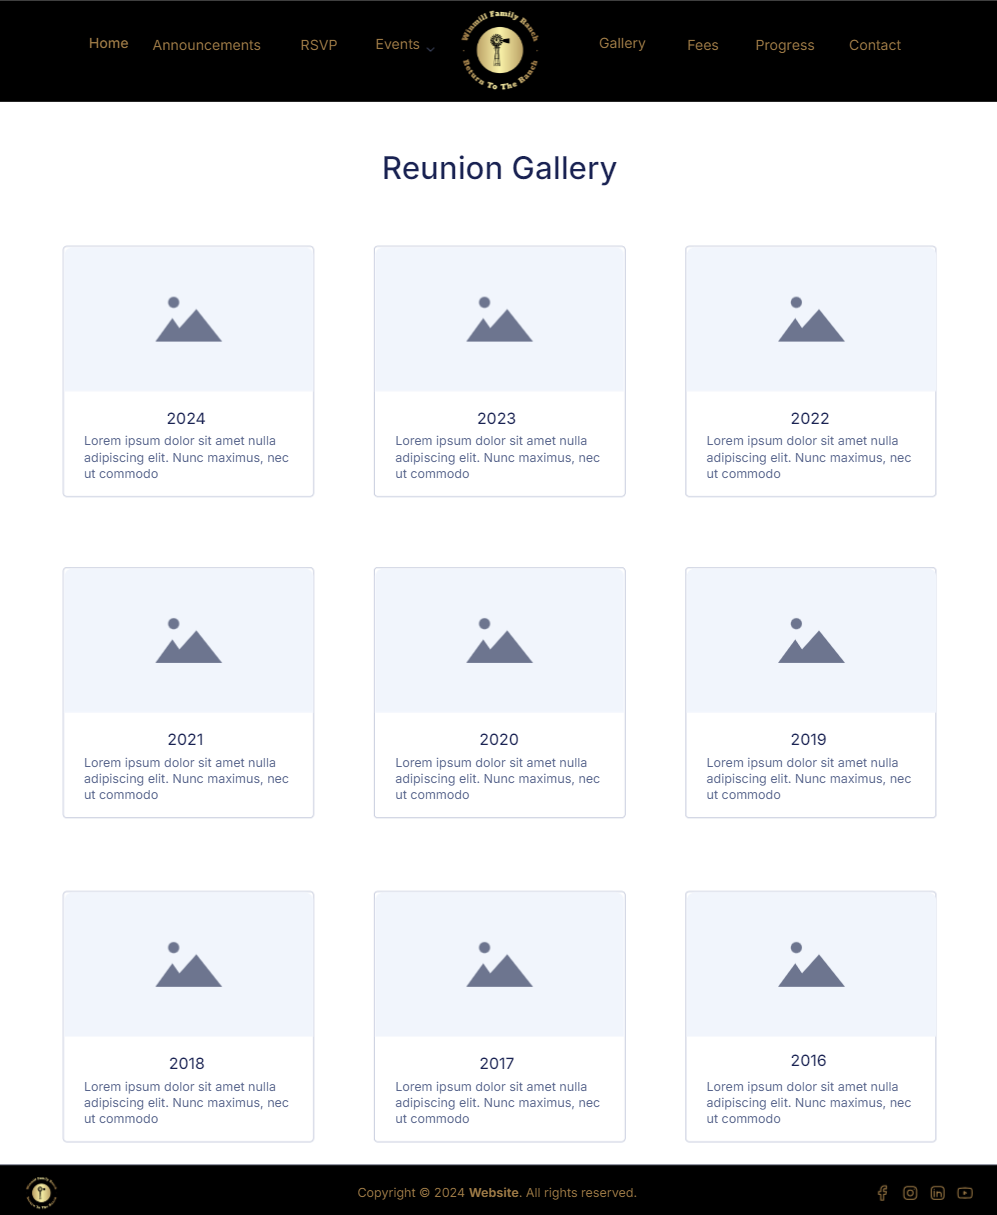 Home Announcements RSVP Events Gallery Fees Progress Contact
Winmill Family Ranch
Return To The Ranch
Reunion Gallery
2024
Lorem ipsum dolor sit amet nulla
adipiscing elit. Nunc maximus, nec
ut commodo
2023
Lorem ipsum dolor sit amet nulla
adipiscing elit. Nunc maximus, nec
ut commodo
2022
Lorem ipsum dolor sit amet nulla
adipiscing elit. Nunc maximus, nec
ut commodo
2021
Lorem ipsum dolor sit amet nulla
adipiscing elit. Nunc maximus, nec
ut commodo
2020
Lorem ipsum dolor sit amet nulla
adipiscing elit. Nunc maximus, nec
ut commodo
2019
Lorem ipsum dolor sit amet nulla
adipiscing elit. Nunc maximus, nec
ut commodo
2018
Lorem ipsum dolor sit amet nulla
adipiscing elit. Nunc maximus, nec
ut commodo
2017
Lorem ipsum dolor sit amet nulla
adipiscing elit. Nunc maximus, nec
ut commodo
2016
Lorem ipsum dolor sit amet nulla
adipiscing elit. Nunc maximus, nec
ut commodo
Copyright © 2024 Website. All rights reserved.